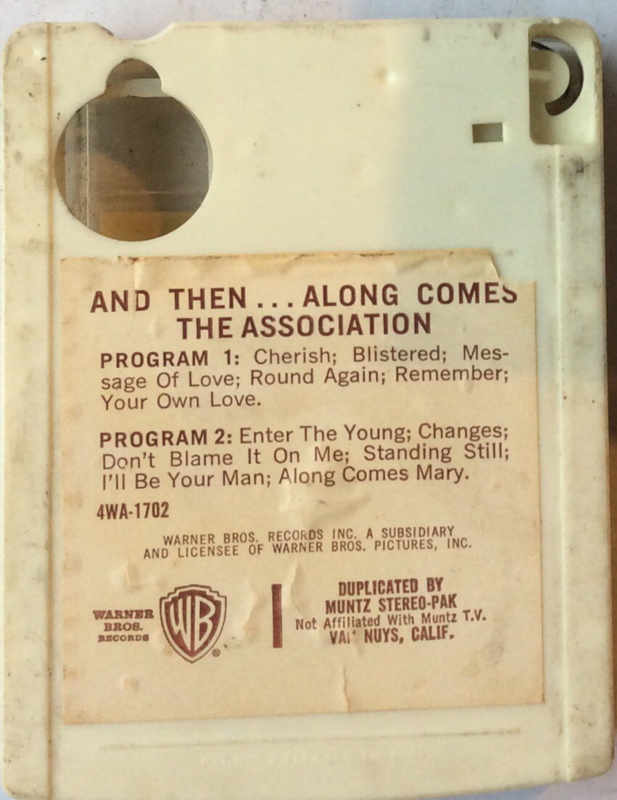 AND THEN... ALONG COMES
THE ASSOCIATION
PROGRAM 1: Cherish; Blistered; Mes-
sage Of Love; Round Again; Remember;
Your Own Love.
PROGRAM 2: Enter The Young; Changes;
Don't Blame It On Me; Standing Still;
I'll Be Your Man; Along Comes Mary.
4WA-1702
WARNER BROS. RECORDS INC. A SUBSIDIARY
AND LICENSEE OF WARNER BROS. PICTURES, INC.
WARNER
BROS.
RECORDS
WB
®
DUPLICATED BY
MUNTZ STEREO-PAK
Not Affiliated With Muntz T.V.
VAN NUYS, CALIF.